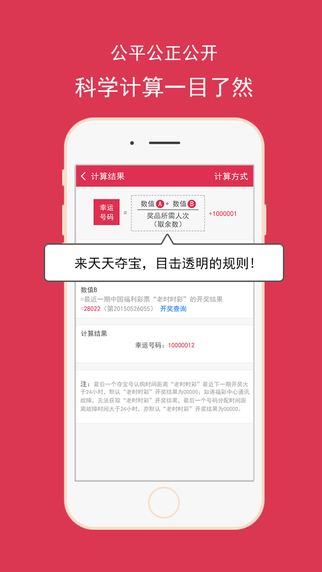 公平公正公开
科学计算一目了然
计算结果 计算方式
幸运
号码
=
数值A + 数值B
奖品所需人次
(取余数)
+1000001
来天天夺宝，目击透明的规则！
数值B
=最近一期中国福利彩票“老时时彩”的开奖结果
=28022 (第20150526055) 开奖查询
计算结果
幸运号码：10000012
注：最后一个夺宝号认购时间距离“老时时彩”最近下一期开奖大
于24小时，默认“老时时彩”开奖结果为00000；如遇福彩中心通讯
故障，无法获取“老时时彩”开奖结果，且最后一个号码分配时间距
离故障时间大于24小时，亦默认“老时时彩”开奖结果为00000。